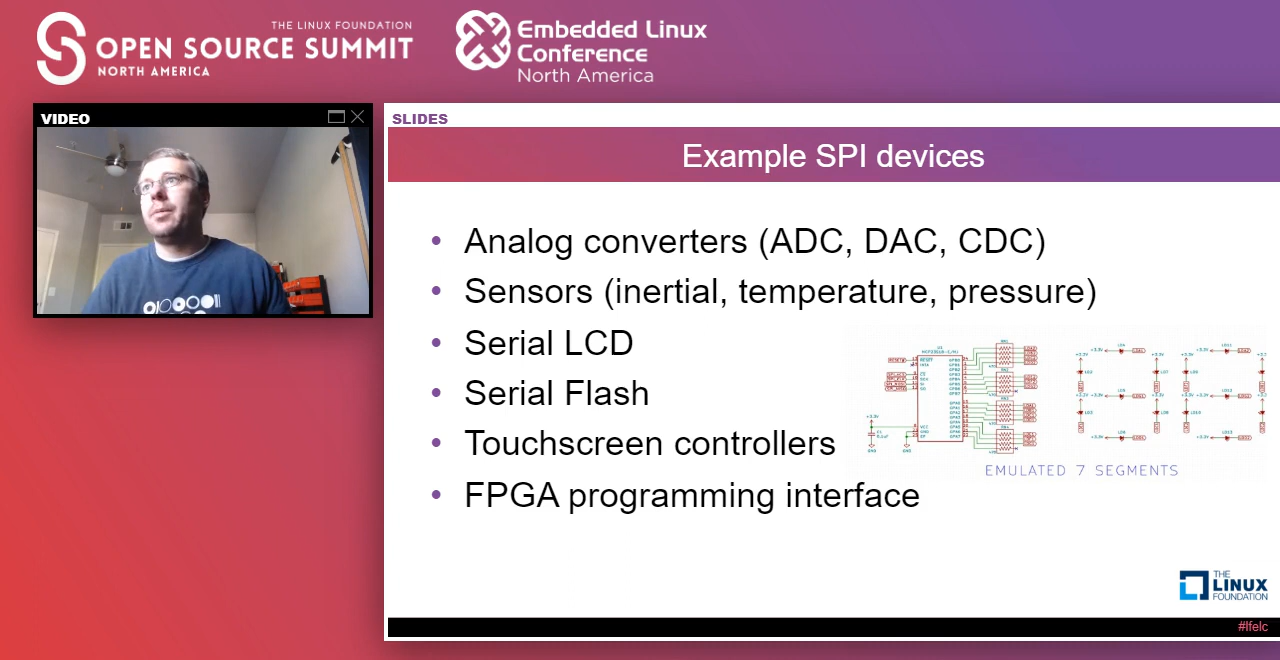 THE LINUX FOUNDATION
OPEN SOURCE SUMMIT
NORTH AMERICA
Embedded Linux
Conference
North America
VIDEO
SLIDES
Example SPI devices
• Analog converters (ADC, DAC, CDC)
• Sensors (inertial, temperature, pressure)
• Serial LCD
• Serial Flash
• Touchscreen controllers
• FPGA programming interface
EMULATED 7 SEGMENTS
THE
LINUX
FOUNDATION
#lfelc